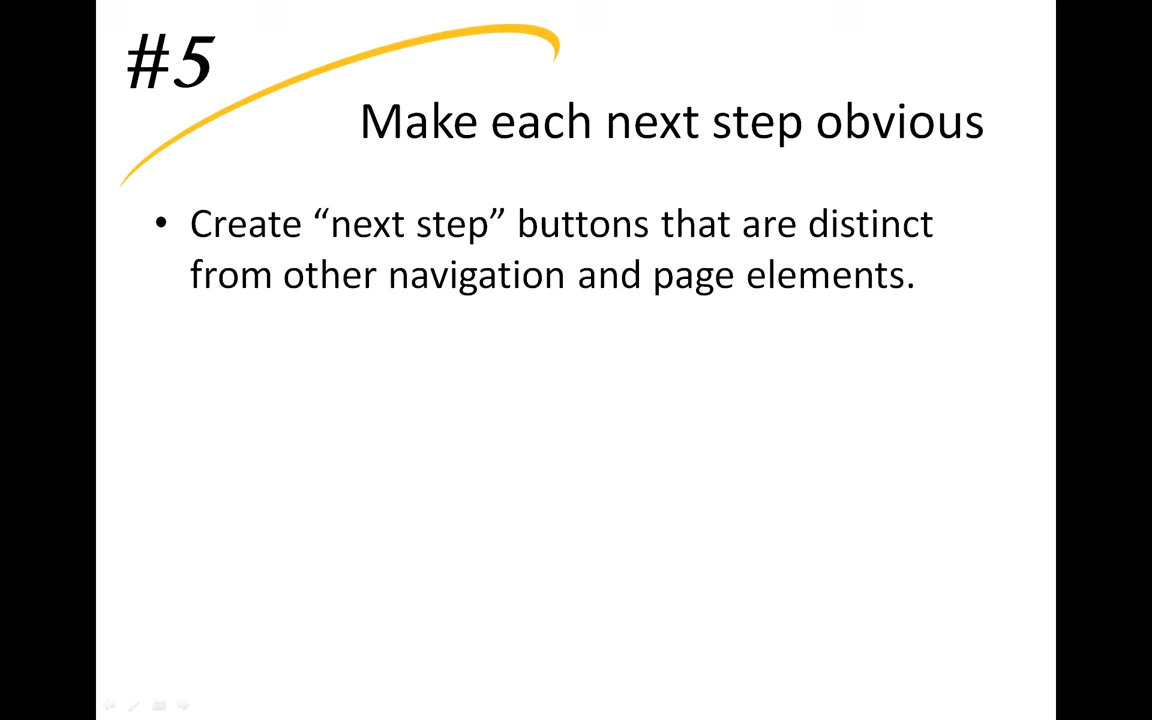 #5
Make each next step obvious
• Create “next step” buttons that are distinct
from other navigation and page elements.